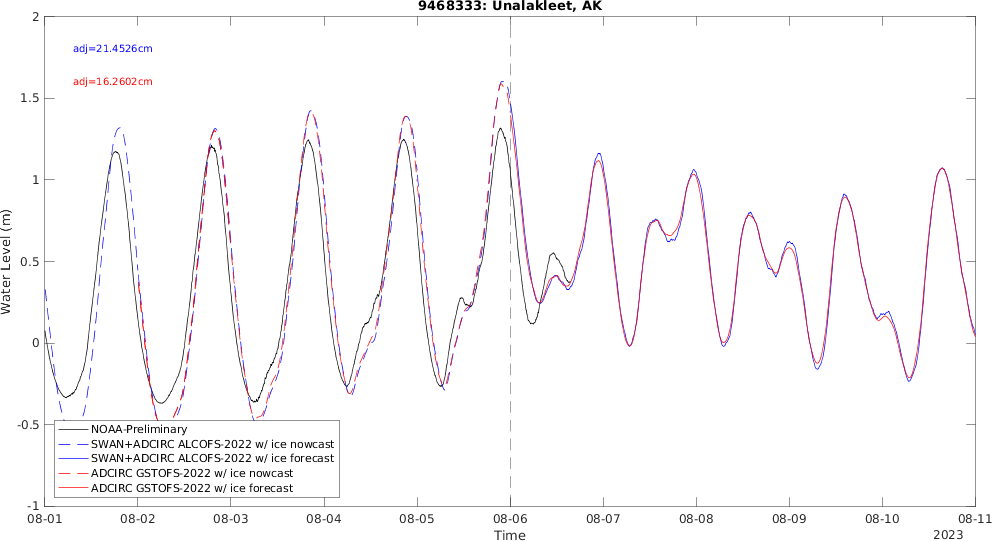 9468333: Unalakleet, AK
adj=21.4526cm
adj=16.2602cm
Water Level (m)
2
1.5
1
0.5
0
-0.5
-1
NOAA-Preliminary
SWAN+ADCIRC ALCOFS-2022 w/ ice nowcast
SWAN+ADCIRC ALCOFS-2022 w/ ice forecast
ADCIRC GSTOFS-2022 w/ ice nowcast
ADCIRC GSTOFS-2022 w/ ice forecast
08-01 08-02 08-03 08-04 08-05 08-06 08-07 08-08 08-09 08-10 08-11
Time
2023